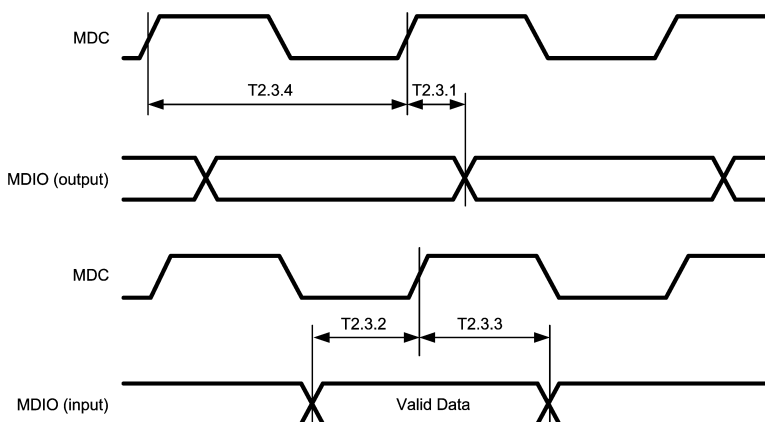 MDC
T2.3.4
T2.3.1
MDIO (output)
MDC
T2.3.2
T2.3.3
MDIO (input)
Valid Data